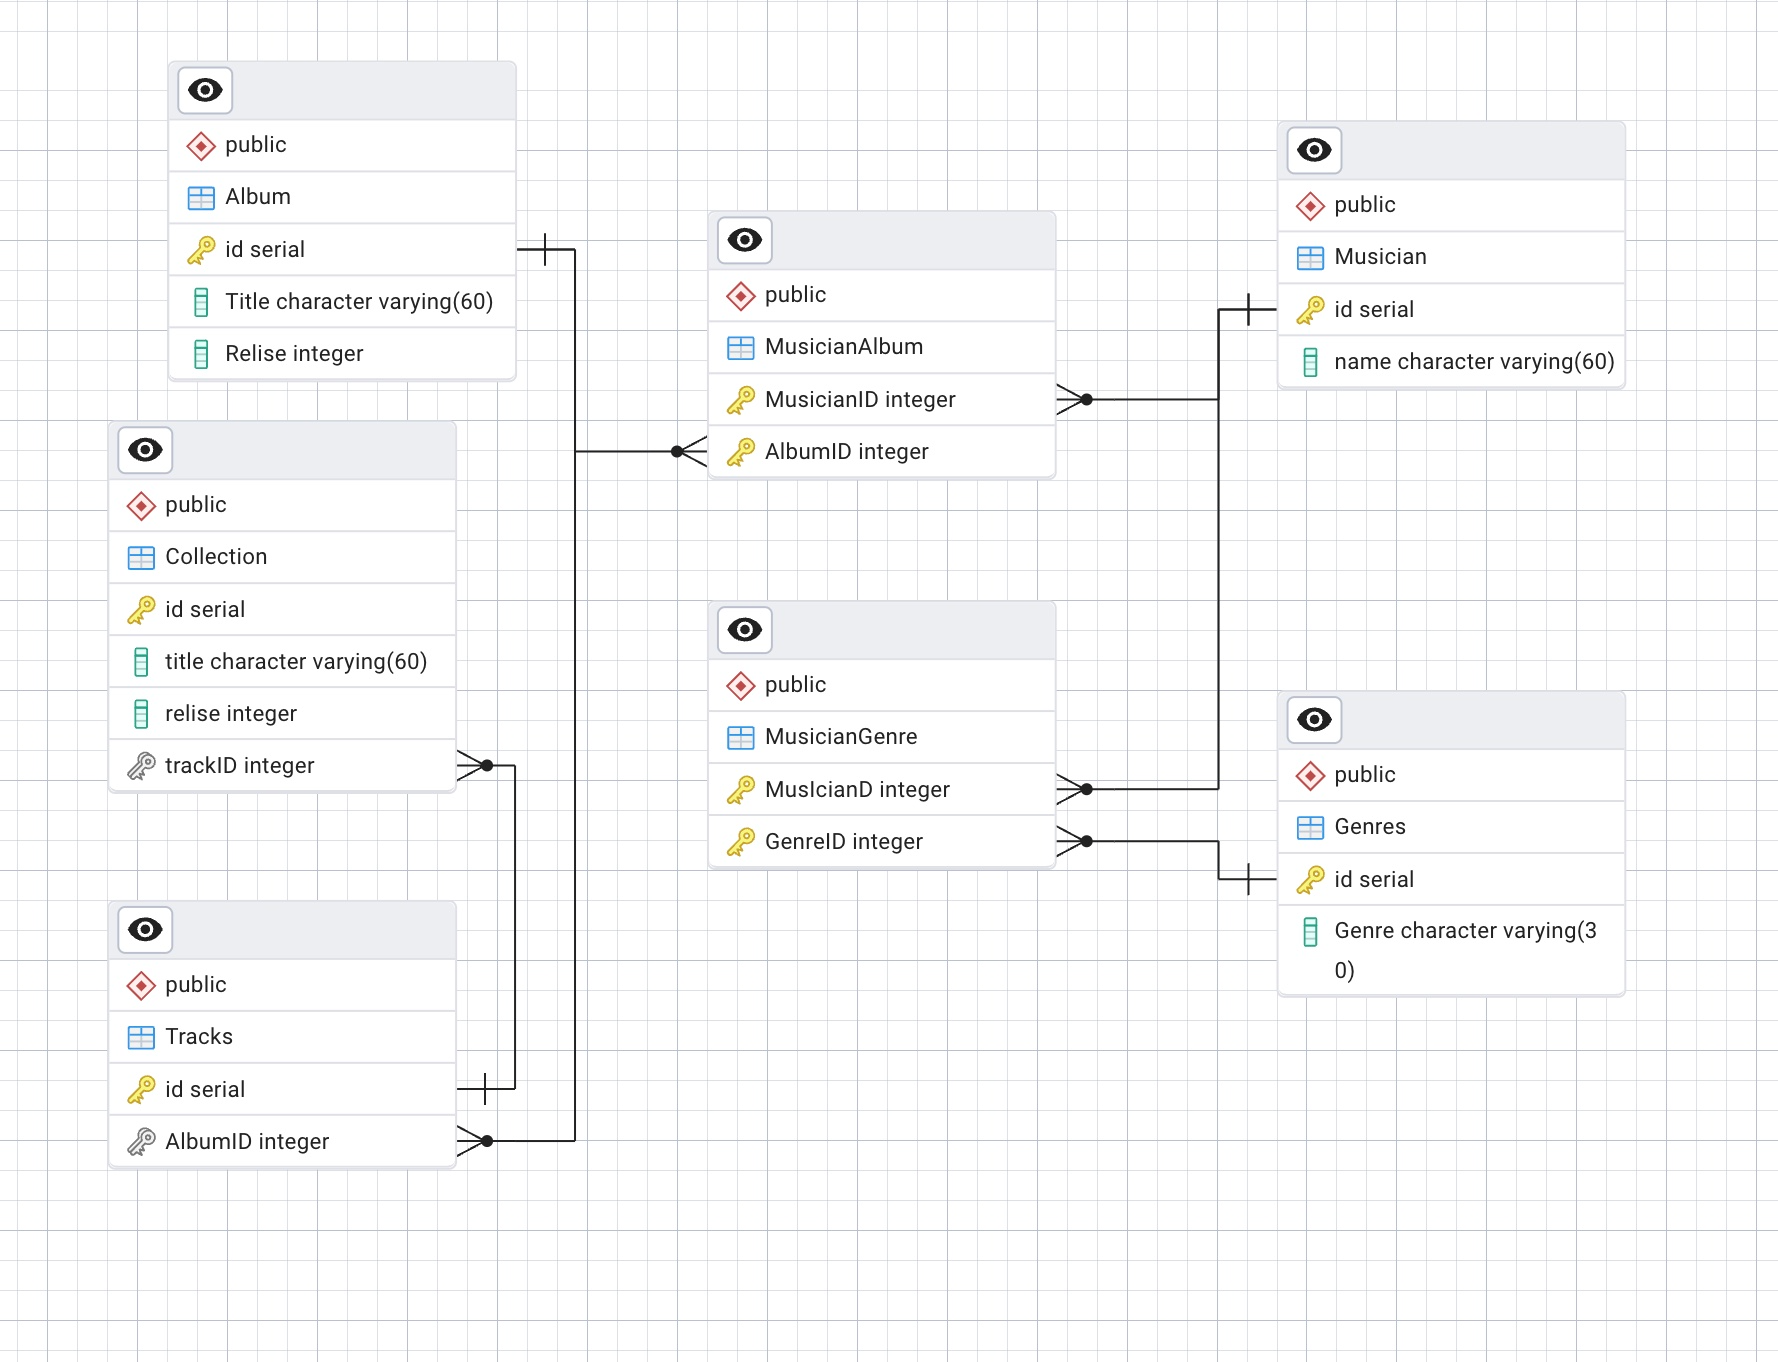 public
Album
id serial
Title character varying(60)
Relise integer
public
Collection
id serial
title character varying(60)
relise integer
trackID integer
public
Tracks
id serial
AlbumID integer
public
MusicianAlbum
MusicianID integer
AlbumID integer
public
MusicianGenre
MusIcianD integer
GenreID integer
public
Musician
id serial
name character varying(60)
public
Genres
id serial
Genre character varying(3
0)